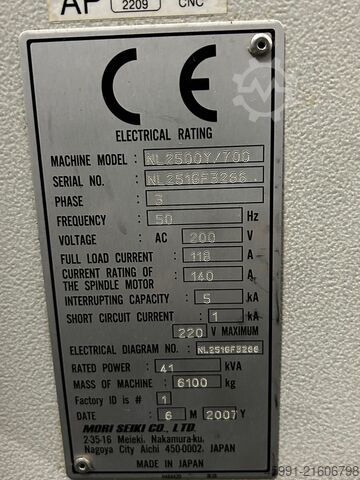 AP 2209 CNC
CE
ELECTRICAL RATING
MACHINE MODEL : NL2500Y/700
SERIAL NO. : NL2516F3266
PHASE : 3
FREQUENCY : 50 Hz
VOLTAGE : AC 200 V
FULL LOAD CURRENT : 118 A
CURRENT RATING OF THE SPINDLE MOTOR : 140 A
INTERRUPTING CAPACITY : 5 kA
SHORT CIRCUIT CURRENT : 1 kA
220 V MAXIMUM
ELECTRICAL DIAGRAM NO. : NL2516F3266
RATED POWER : 41 kVA
MASS OF MACHINE : 6100 kg
Factory ID is # : 1
DATE : 6 M 2007 Y
MORI SEIKI CO., LTD.
2-35-16 Meieki, Nakamura-ku,
Nagoya City Aichi 450-0002, JAPAN
MADE IN JAPAN
5991-21606798